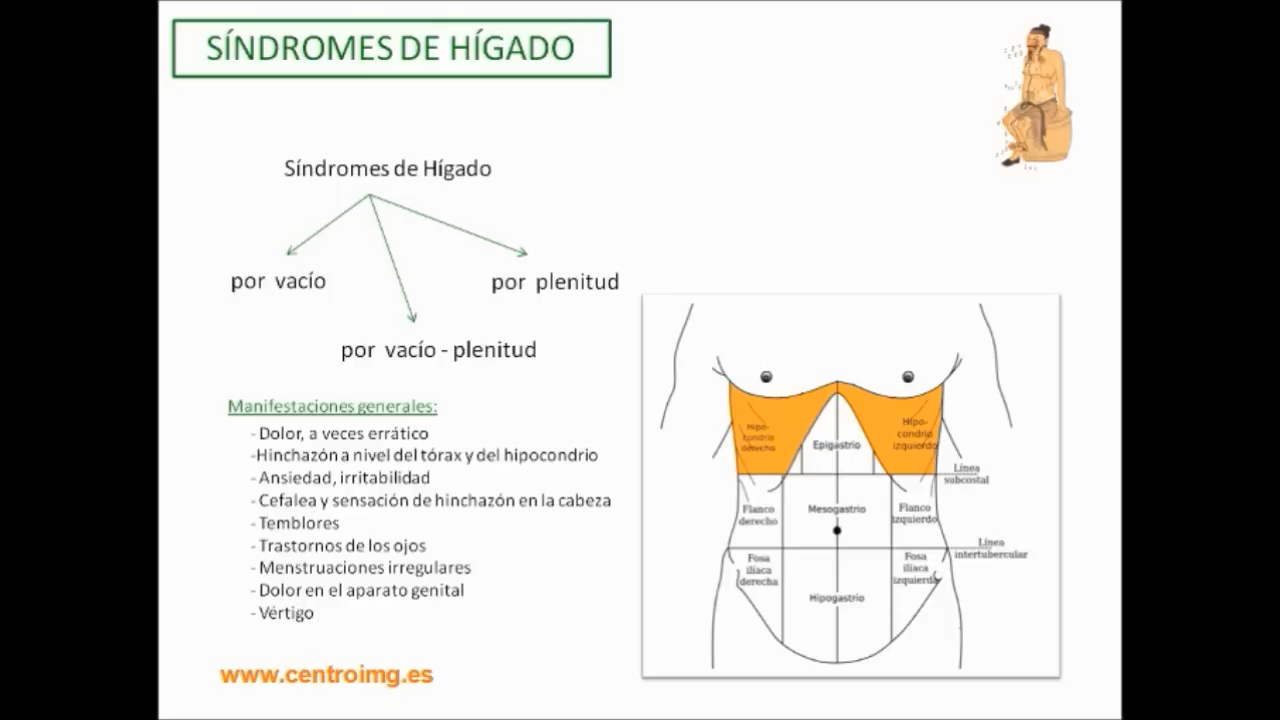 SÍNDROMES DE HÍGADO
Síndromes de Hígado
por vacío
por plenitud
por vacío - plenitud
Manifestaciones generales:
- Dolor, a veces errático
-Hinchazón a nivel del tórax y del hipocondrio
- Ansiedad, irritabilidad
- Cefalea y sensación de hinchazón en la cabeza
- Temblores
- Trastornos de los ojos
- Menstruaciones irregulares
- Dolor en el aparato genital
- Vértigo
www.centroimg.es
Hipo-
condrio
derecho
Epigastrio
Hipo-
condrio
izquierdo
Línea
subcostal
Flanco
derecho
Mesogastrio
Flanco
izquierdo
Línea
intertubercular
Fosa
ilíaca
derecha
Hipogastrio
Fosa
ilíaca
izquierda